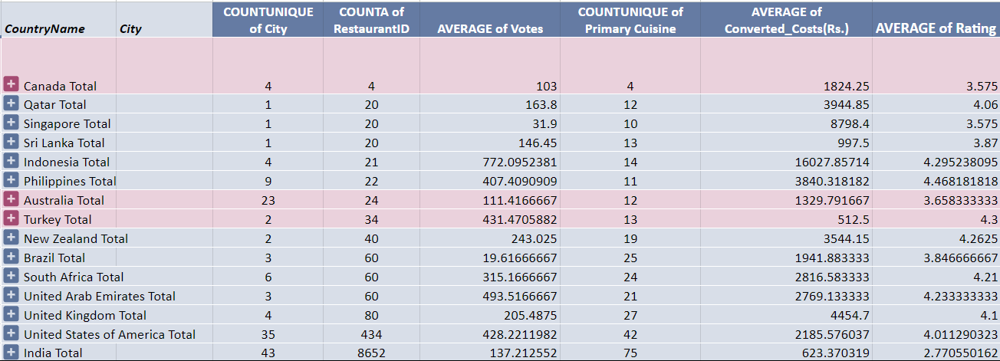 CountryName City COUNTUNIQUE of City COUNTA of RestaurantID AVERAGE of Votes COUNTUNIQUE of Primary Cuisine AVERAGE of Converted_Costs(Rs.) AVERAGE of Rating
Canada Total 4 4 103 4 1824.25 3.575
Qatar Total 1 20 163.8 12 3944.85 4.06
Singapore Total 1 20 31.9 10 8798.4 3.575
Sri Lanka Total 1 20 146.45 13 997.5 3.87
Indonesia Total 4 21 772.0952381 14 16027.85714 4.295238095
Philippines Total 9 22 407.4090909 11 3840.318182 4.468181818
Australia Total 23 24 111.4166667 12 1329.791667 3.658333333
Turkey Total 2 34 431.4705882 13 512.5 4.3
New Zealand Total 2 40 243.025 19 3544.15 4.2625
Brazil Total 3 60 19.61666667 25 1941.883333 3.846666667
South Africa Total 6 60 315.1666667 24 2816.583333 4.21
United Arab Emirates Total 3 60 493.5166667 21 2769.133333 4.233333333
United Kingdom Total 4 80 205.4875 27 4454.7 4.1
United States of America Total 35 434 428.2211982 42 2185.576037 4.011290323
India Total 43 8652 137.212552 75 623.370319 2.770550162